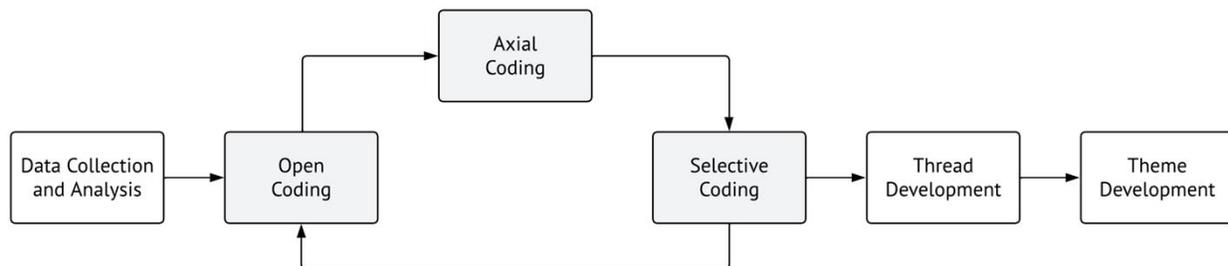 Axial
Coding
Data Collection
and Analysis
Open
Coding
Selective
Coding
Thread
Development
Theme
Development